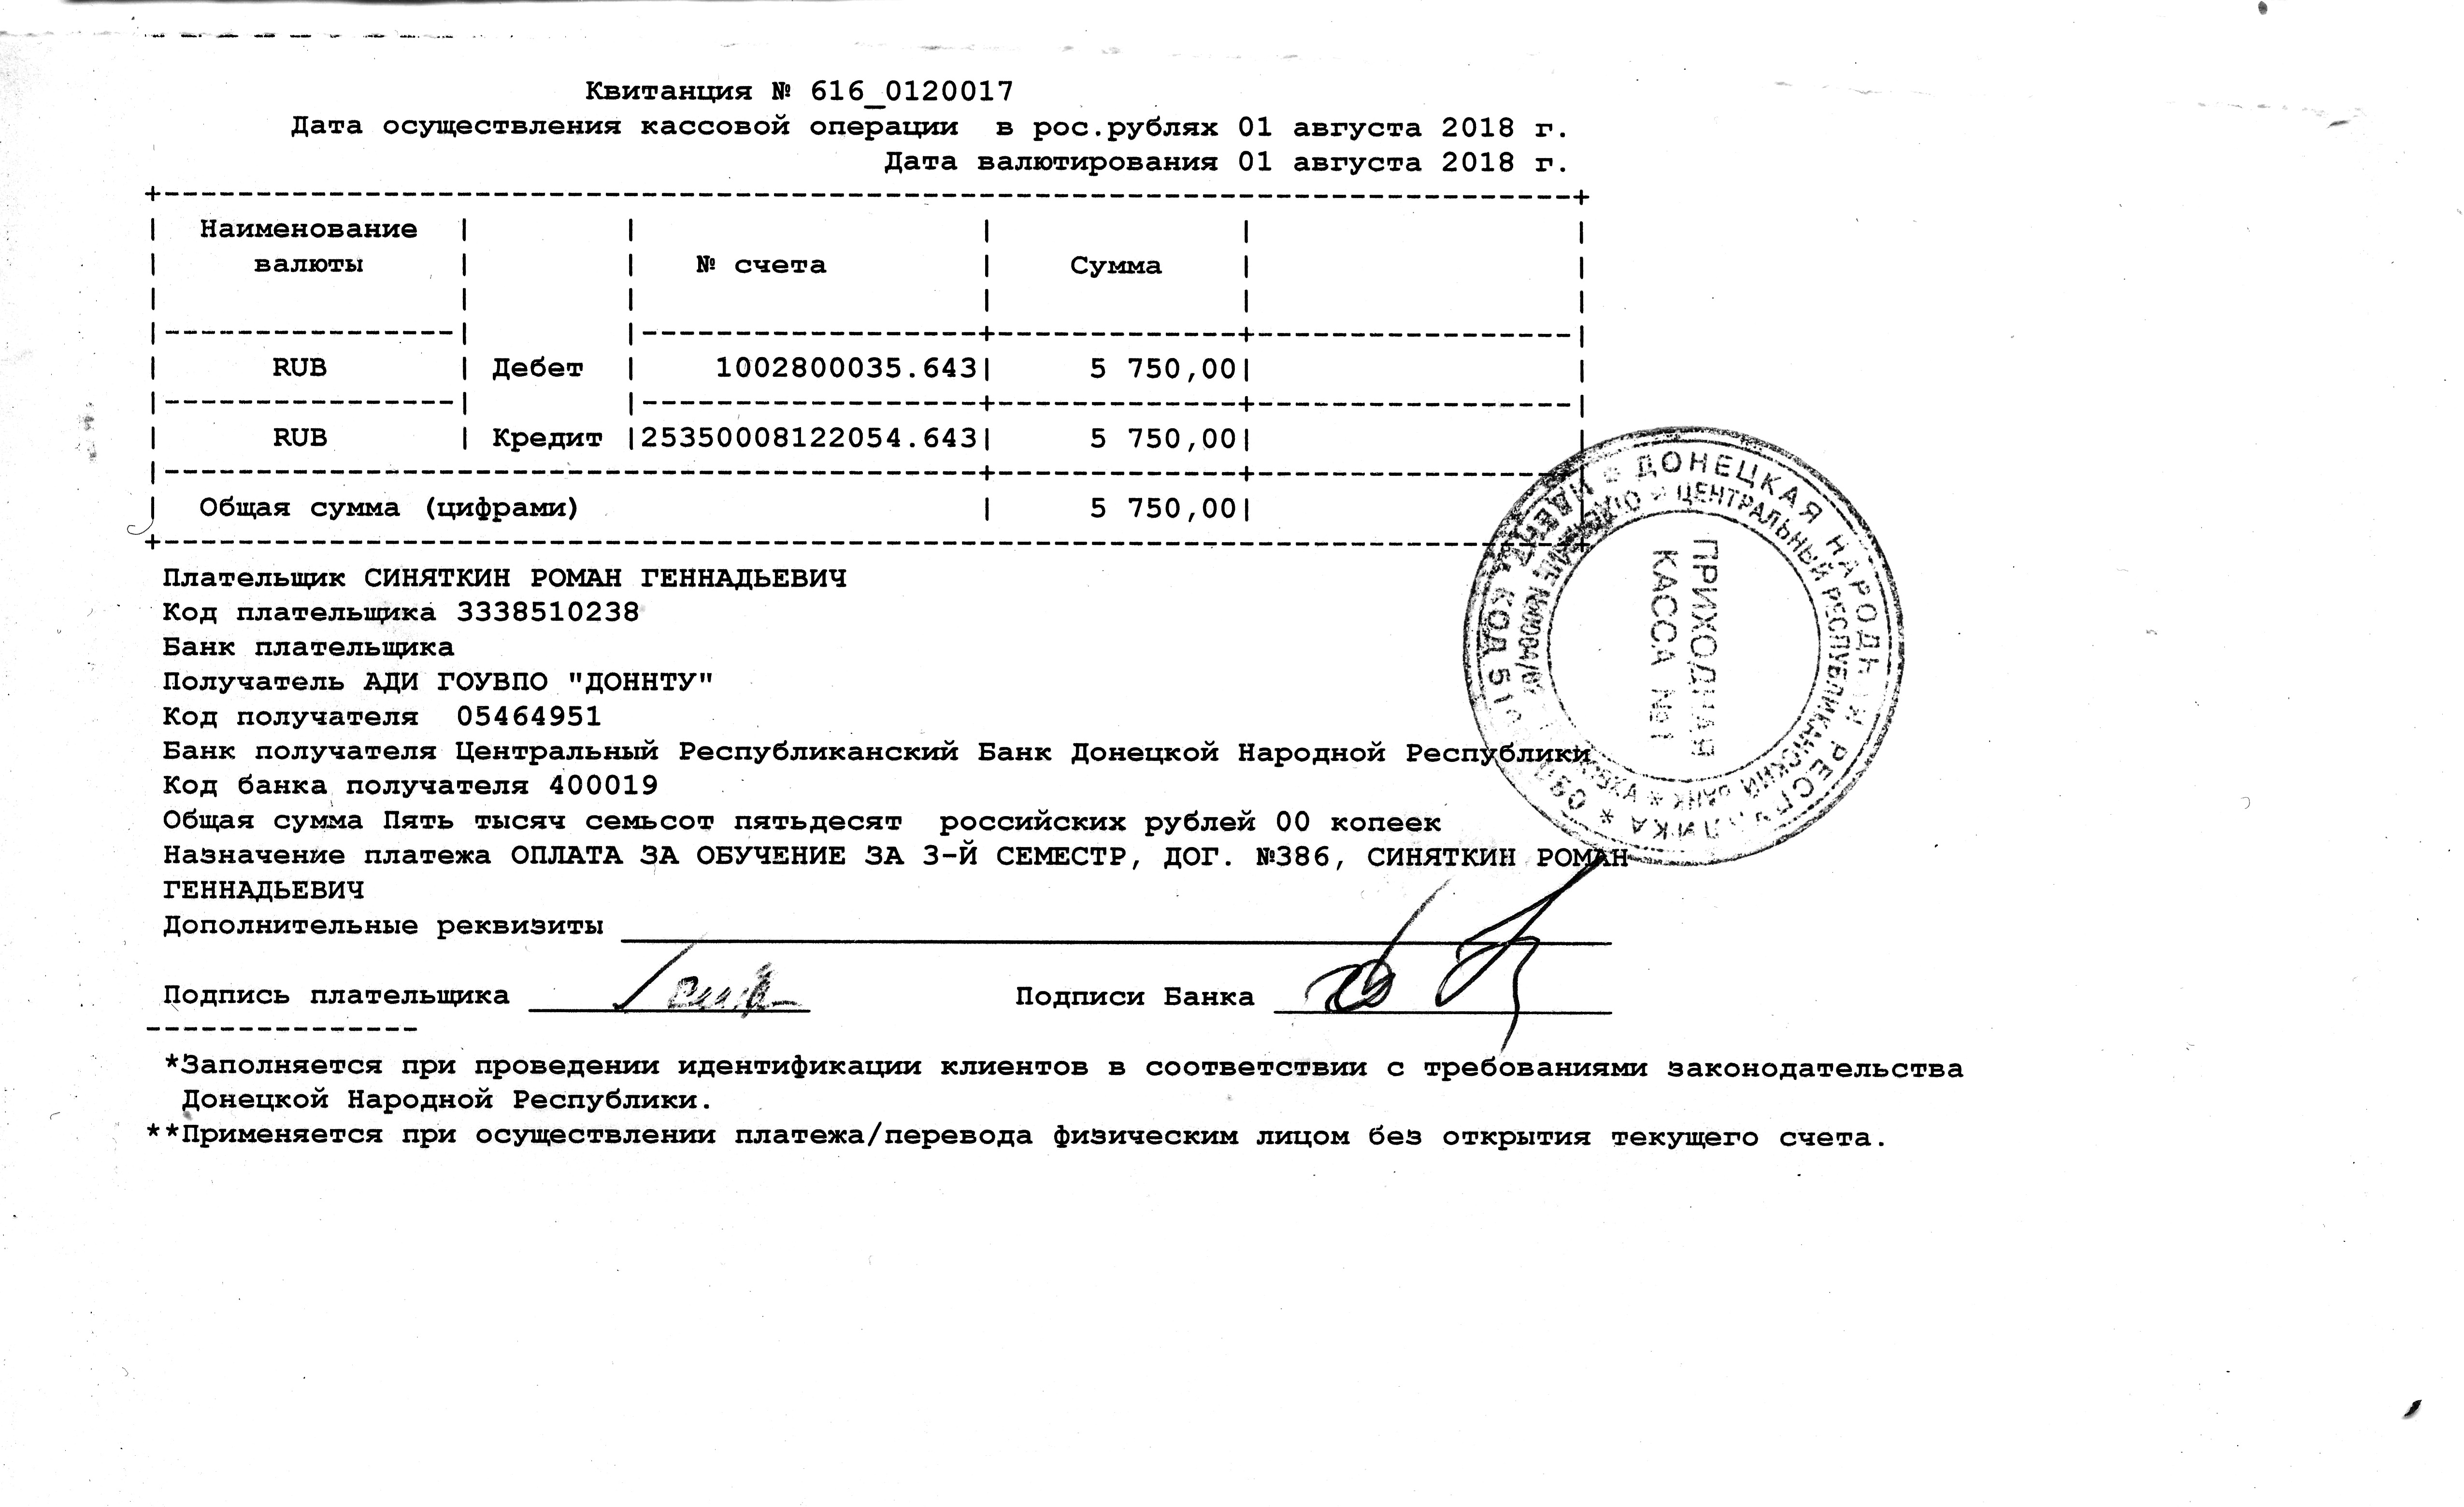 Квитанция № 616_0120017
Дата осуществления кассовой операции в рос.рублях 01 августа 2018 г.
Дата валютирования 01 августа 2018 г.
Наименование
валюты № счета Сумма
RUB Дебет 1002800035.643 5 750,00
RUB Кредит 25350008122054.643 5 750,00
Общая сумма (цифрами) 5 750,00
Плательщик СИНЯТКИН РОМАН ГЕННАДЬЕВИЧ
Код плательщика 3338510238
Банк плательщика
Получатель АДИ ГОУВПО "ДОННТУ"
Код получателя 05464951
Банк получателя Центральный Республиканский Банк Донецкой Народной Республики
Код банка получателя 400019
Общая сумма Пять тысяч семьсот пятьдесят российских рублей 00 копеек
Назначение платежа ОПЛАТА ЗА ОБУЧЕНИЕ ЗА 3-Й СЕМЕСТР, ДОГ. №386, СИНЯТКИН РОМАН
ГЕННАДЬЕВИЧ
Дополнительные реквизиты
Подпись плательщика Подписи Банка
*Заполняется при проведении идентификации клиентов в соответствии с требованиями законодательства
Донецкой Народной Республики.
**Применяется при осуществлении платежа/перевода физическим лицом без открытия текущего счета.
ДОНЕЦКАЯ НАРОДНАЯ РЕСПУБЛИКА
ЦЕНТРАЛЬНЫЙ РЕСПУБЛИКАНСКИЙ БАНК
ПРИХОДНАЯ
КАССА №1